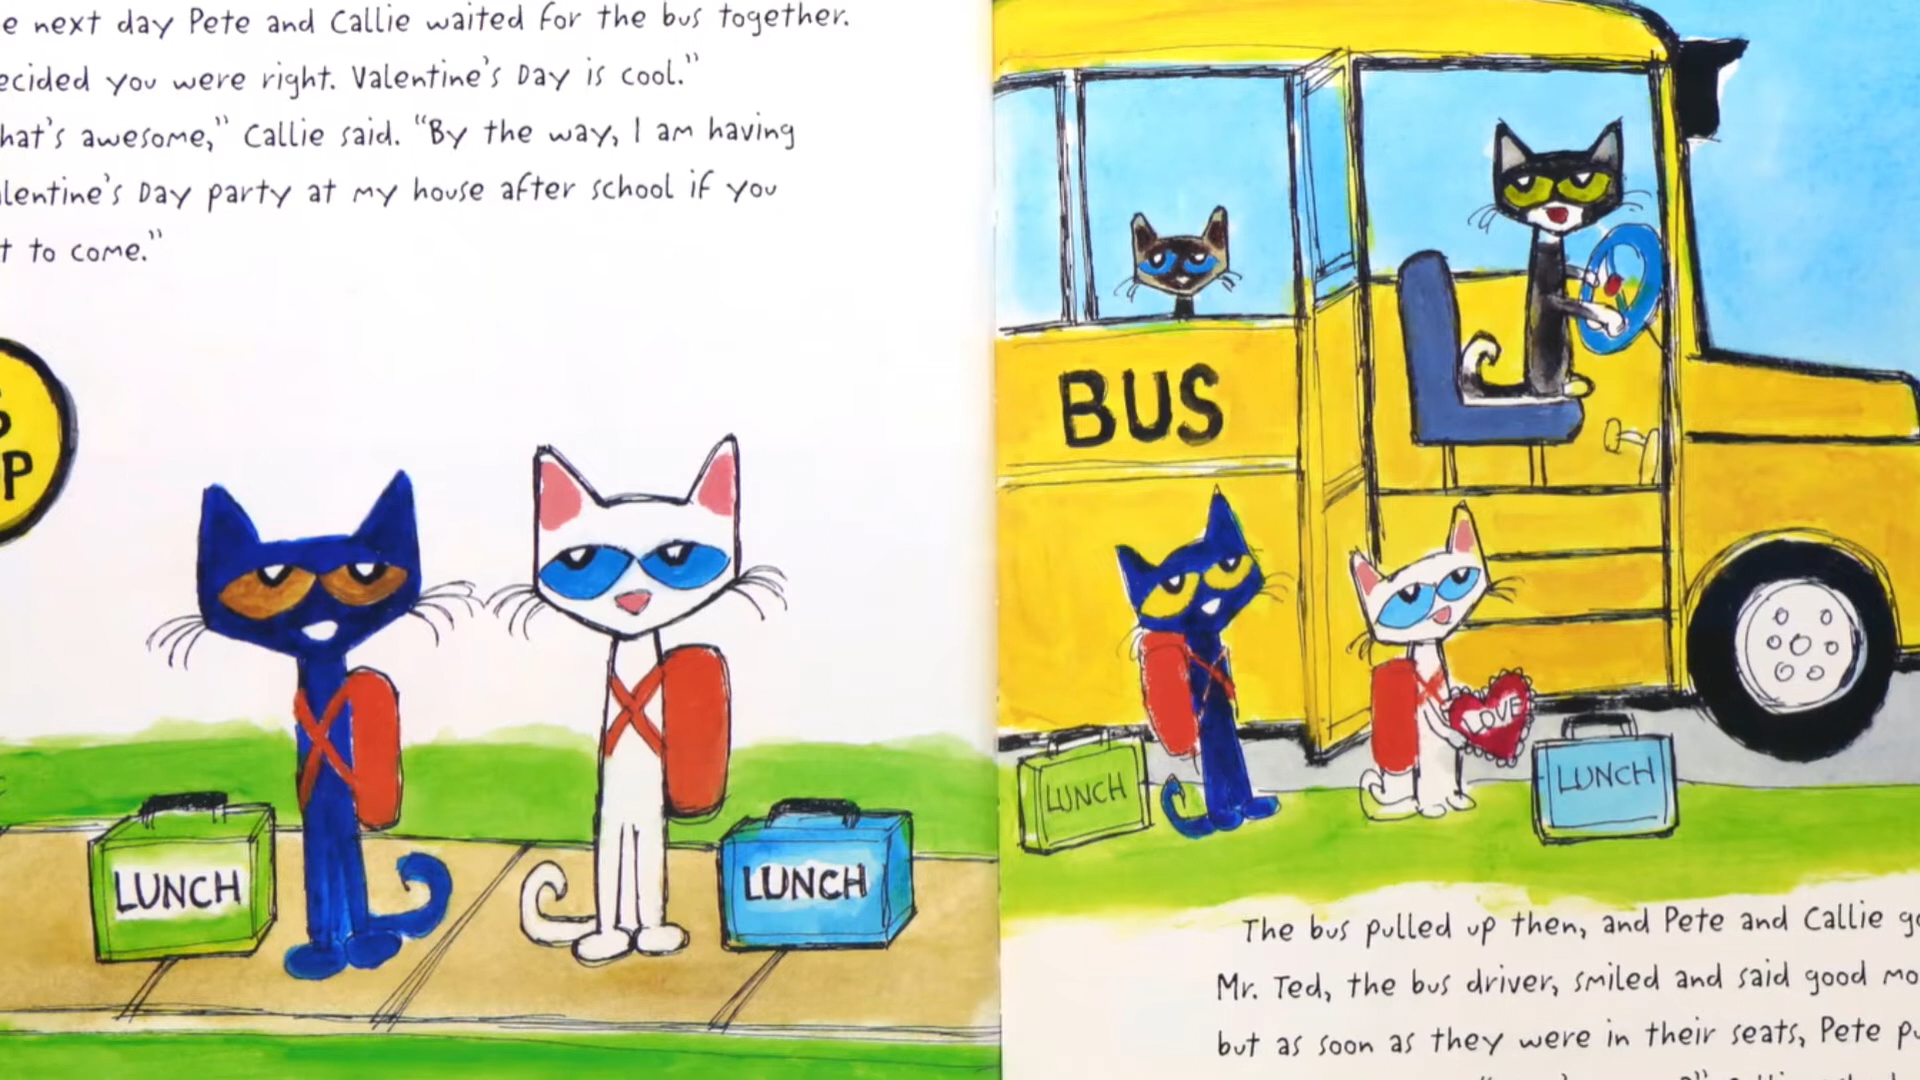 e next day Pete and Callie waited for the bus together.
ecided you were right. Valentine's Day is cool."
hat's awesome," Callie said. "By the way, I am having
lentine's Day party at my house after school if you
t to come."
S
P
LUNCH
LUNCH
BUS
LOVE
LUNCH
LUNCH
The bus pulled up then, and Pete and Callie go
Mr. Ted, the bus driver, smiled and said good mo
but as soon as they were in their seats, Pete pu